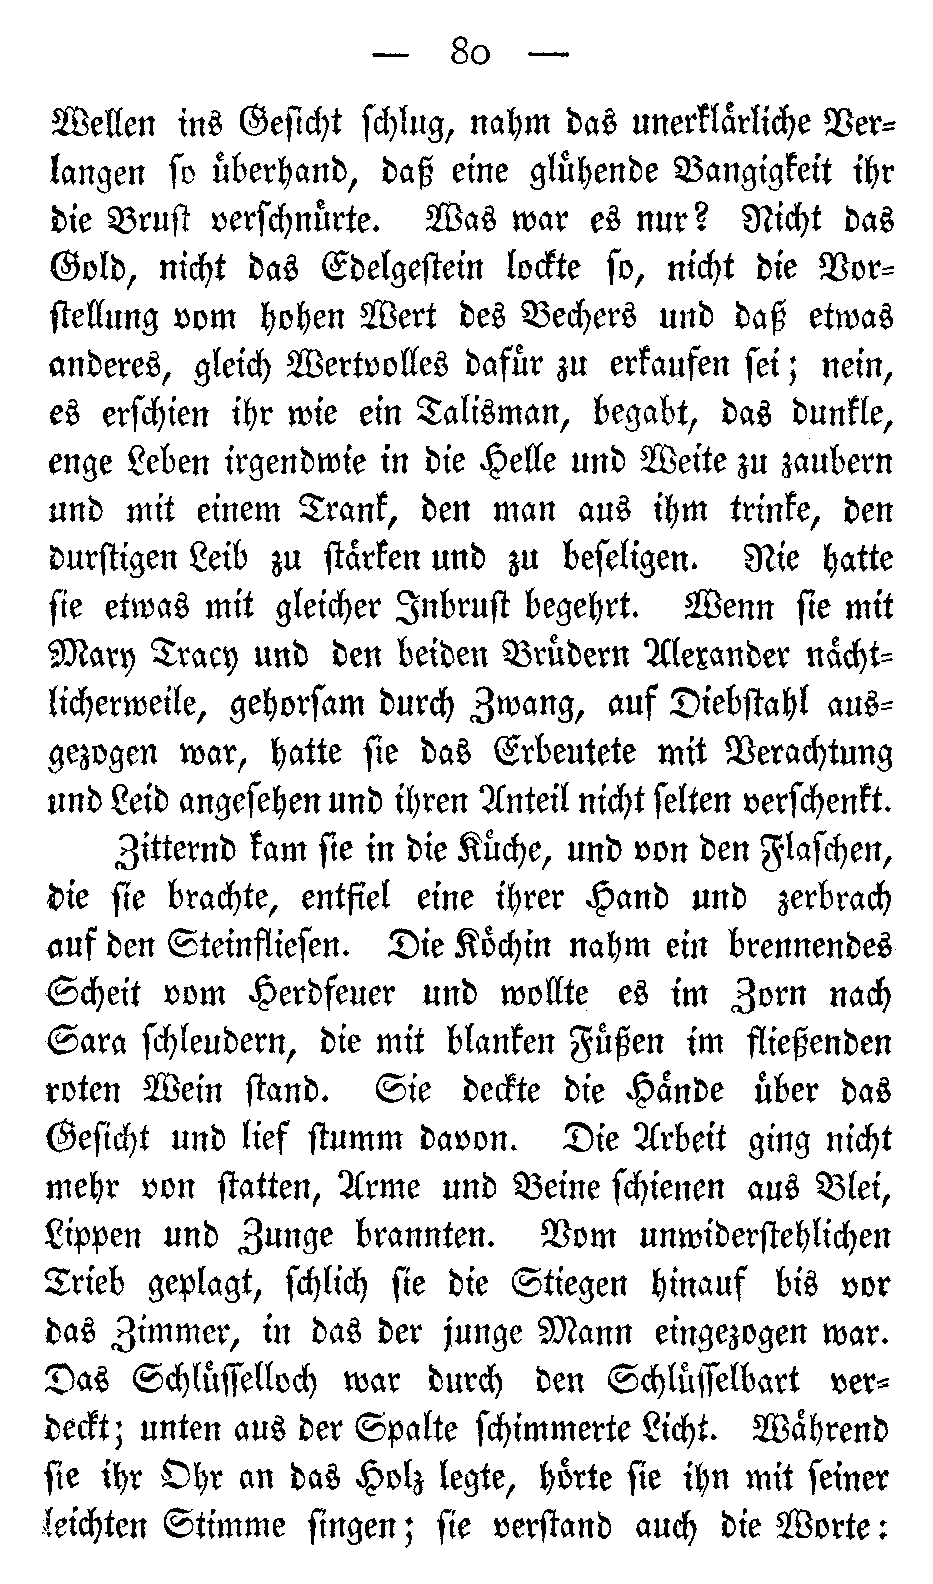 — 80 —
Wellen ins Gesicht schlug, nahm das unerklärliche Ver-
langen so überhand, daß eine glühende Bangigkeit ihr
die Brust verschnürte. Was war es nur? Nicht das
Gold, nicht das Edelgestein lockte so, nicht die Vor-
stellung vom hohen Wert des Bechers und daß etwas
anderes, gleich Wertvolles dafür zu erkaufen sei; nein,
es erschien ihr wie ein Talisman, begabt, das dunkle,
enge Leben irgendwie in die Helle und Weite zu zaubern
und mit einem Trank, den man aus ihm trinke, den
durstigen Leib zu stärken und zu beseligen. Nie hatte
sie etwas mit gleicher Inbrust begehrt. Wenn sie mit
Mary Tracy und den beiden Brüdern Alexander nächt-
licherweile, gehorsam durch Zwang, auf Diebstahl aus-
gezogen war, hatte sie das Erbeutete mit Verachtung
und Leid angesehen und ihren Anteil nicht selten verschenkt.
Zitternd kam sie in die Küche, und von den Flaschen,
die sie brachte, entfiel eine ihrer Hand und zerbrach
auf den Steinfliesen. Die Köchin nahm ein brennendes
Scheit vom Herdfeuer und wollte es im Zorn nach
Sara schleudern, die mit blanken Füßen im fließenden
roten Wein stand. Sie deckte die Hände über das
Gesicht und lief stumm davon. Die Arbeit ging nicht
mehr von statten, Arme und Beine schienen aus Blei,
Lippen und Zunge brannten. Vom unwiderstehlichen
Trieb geplagt, schlich sie die Stiegen hinauf bis vor
das Zimmer, in das der junge Mann eingezogen war.
Das Schlüsselloch war durch den Schlüsselbart ver-
deckt; unten aus der Spalte schimmerte Licht. Während
sie ihr Ohr an das Holz legte, hörte sie ihn mit seiner
leichten Stimme singen; sie verstand auch die Worte: